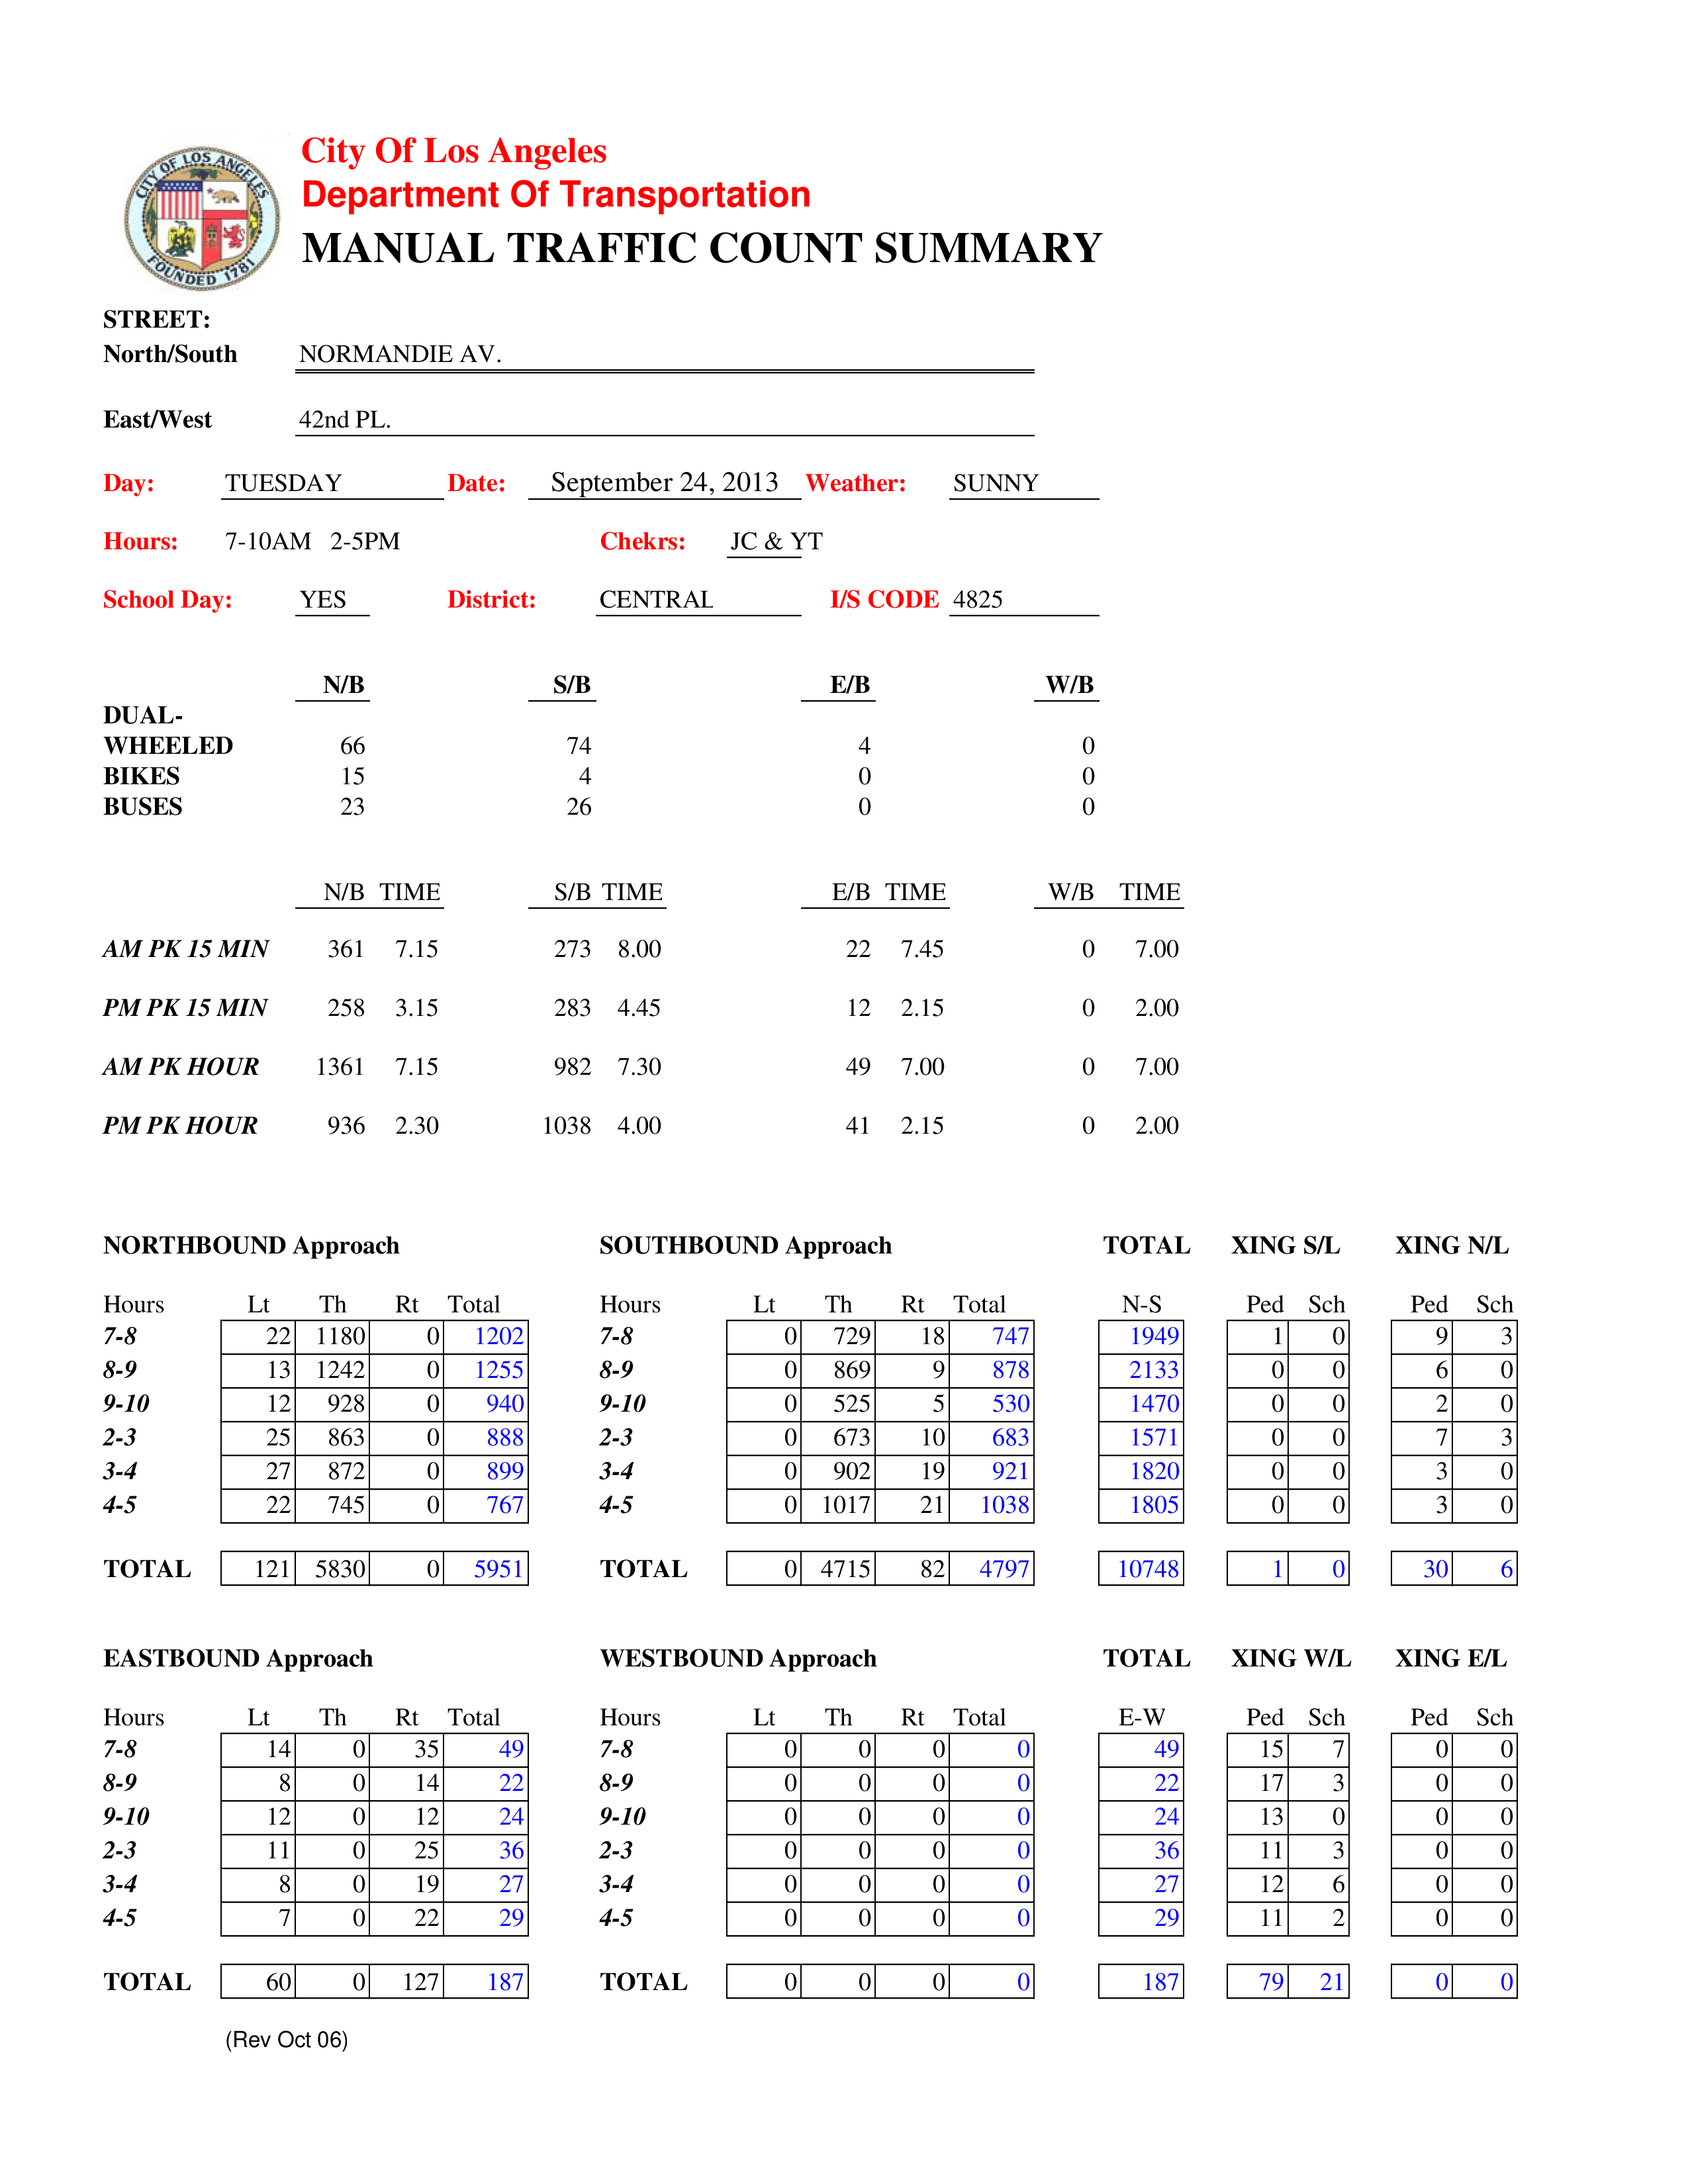 CITY OF LOS ANGELES
FOUNDED 1781
City Of Los Angeles
Department Of Transportation
MANUAL TRAFFIC COUNT SUMMARY
STREET:
North/South NORMANDIE AV.
East/West 42nd PL.
Day: TUESDAY Date: September 24, 2013 Weather: SUNNY
Hours: 7-10AM 2-5PM Chekrs: JC & YT
School Day: YES District: CENTRAL I/S CODE 4825
N/B S/B E/B W/B
DUAL-
WHEELED 66 74 4 0
BIKES 15 4 0 0
BUSES 23 26 0 0
N/B TIME S/B TIME E/B TIME W/B TIME
AM PK 15 MIN 361 7.15 273 8.00 22 7.45 0 7.00
PM PK 15 MIN 258 3.15 283 4.45 12 2.15 0 2.00
AM PK HOUR 1361 7.15 982 7.30 49 7.00 0 7.00
PM PK HOUR 936 2.30 1038 4.00 41 2.15 0 2.00
NORTHBOUND Approach SOUTHBOUND Approach TOTAL XING S/L XING N/L
Hours Lt Th Rt Total Hours Lt Th Rt Total N-S Ped Sch Ped Sch
7-8 22 1180 0 1202 7-8 0 729 18 747 1949 1 0 9 3
8-9 13 1242 0 1255 8-9 0 869 9 878 2133 0 0 6 0
9-10 12 928 0 940 9-10 0 525 5 530 1470 0 0 2 0
2-3 25 863 0 888 2-3 0 673 10 683 1571 0 0 7 3
3-4 27 872 0 899 3-4 0 902 19 921 1820 0 0 3 0
4-5 22 745 0 767 4-5 0 1017 21 1038 1805 0 0 3 0
TOTAL 121 5830 0 5951 TOTAL 0 4715 82 4797 10748 1 0 30 6
EASTBOUND Approach WESTBOUND Approach TOTAL XING W/L XING E/L
Hours Lt Th Rt Total Hours Lt Th Rt Total E-W Ped Sch Ped Sch
7-8 14 0 35 49 7-8 0 0 0 0 49 15 7 0 0
8-9 8 0 14 22 8-9 0 0 0 0 22 17 3 0 0
9-10 12 0 12 24 9-10 0 0 0 0 24 13 0 0 0
2-3 11 0 25 36 2-3 0 0 0 0 36 11 3 0 0
3-4 8 0 19 27 3-4 0 0 0 0 27 12 6 0 0
4-5 7 0 22 29 4-5 0 0 0 0 29 11 2 0 0
TOTAL 60 0 127 187 TOTAL 0 0 0 0 187 79 21 0 0
(Rev Oct 06)